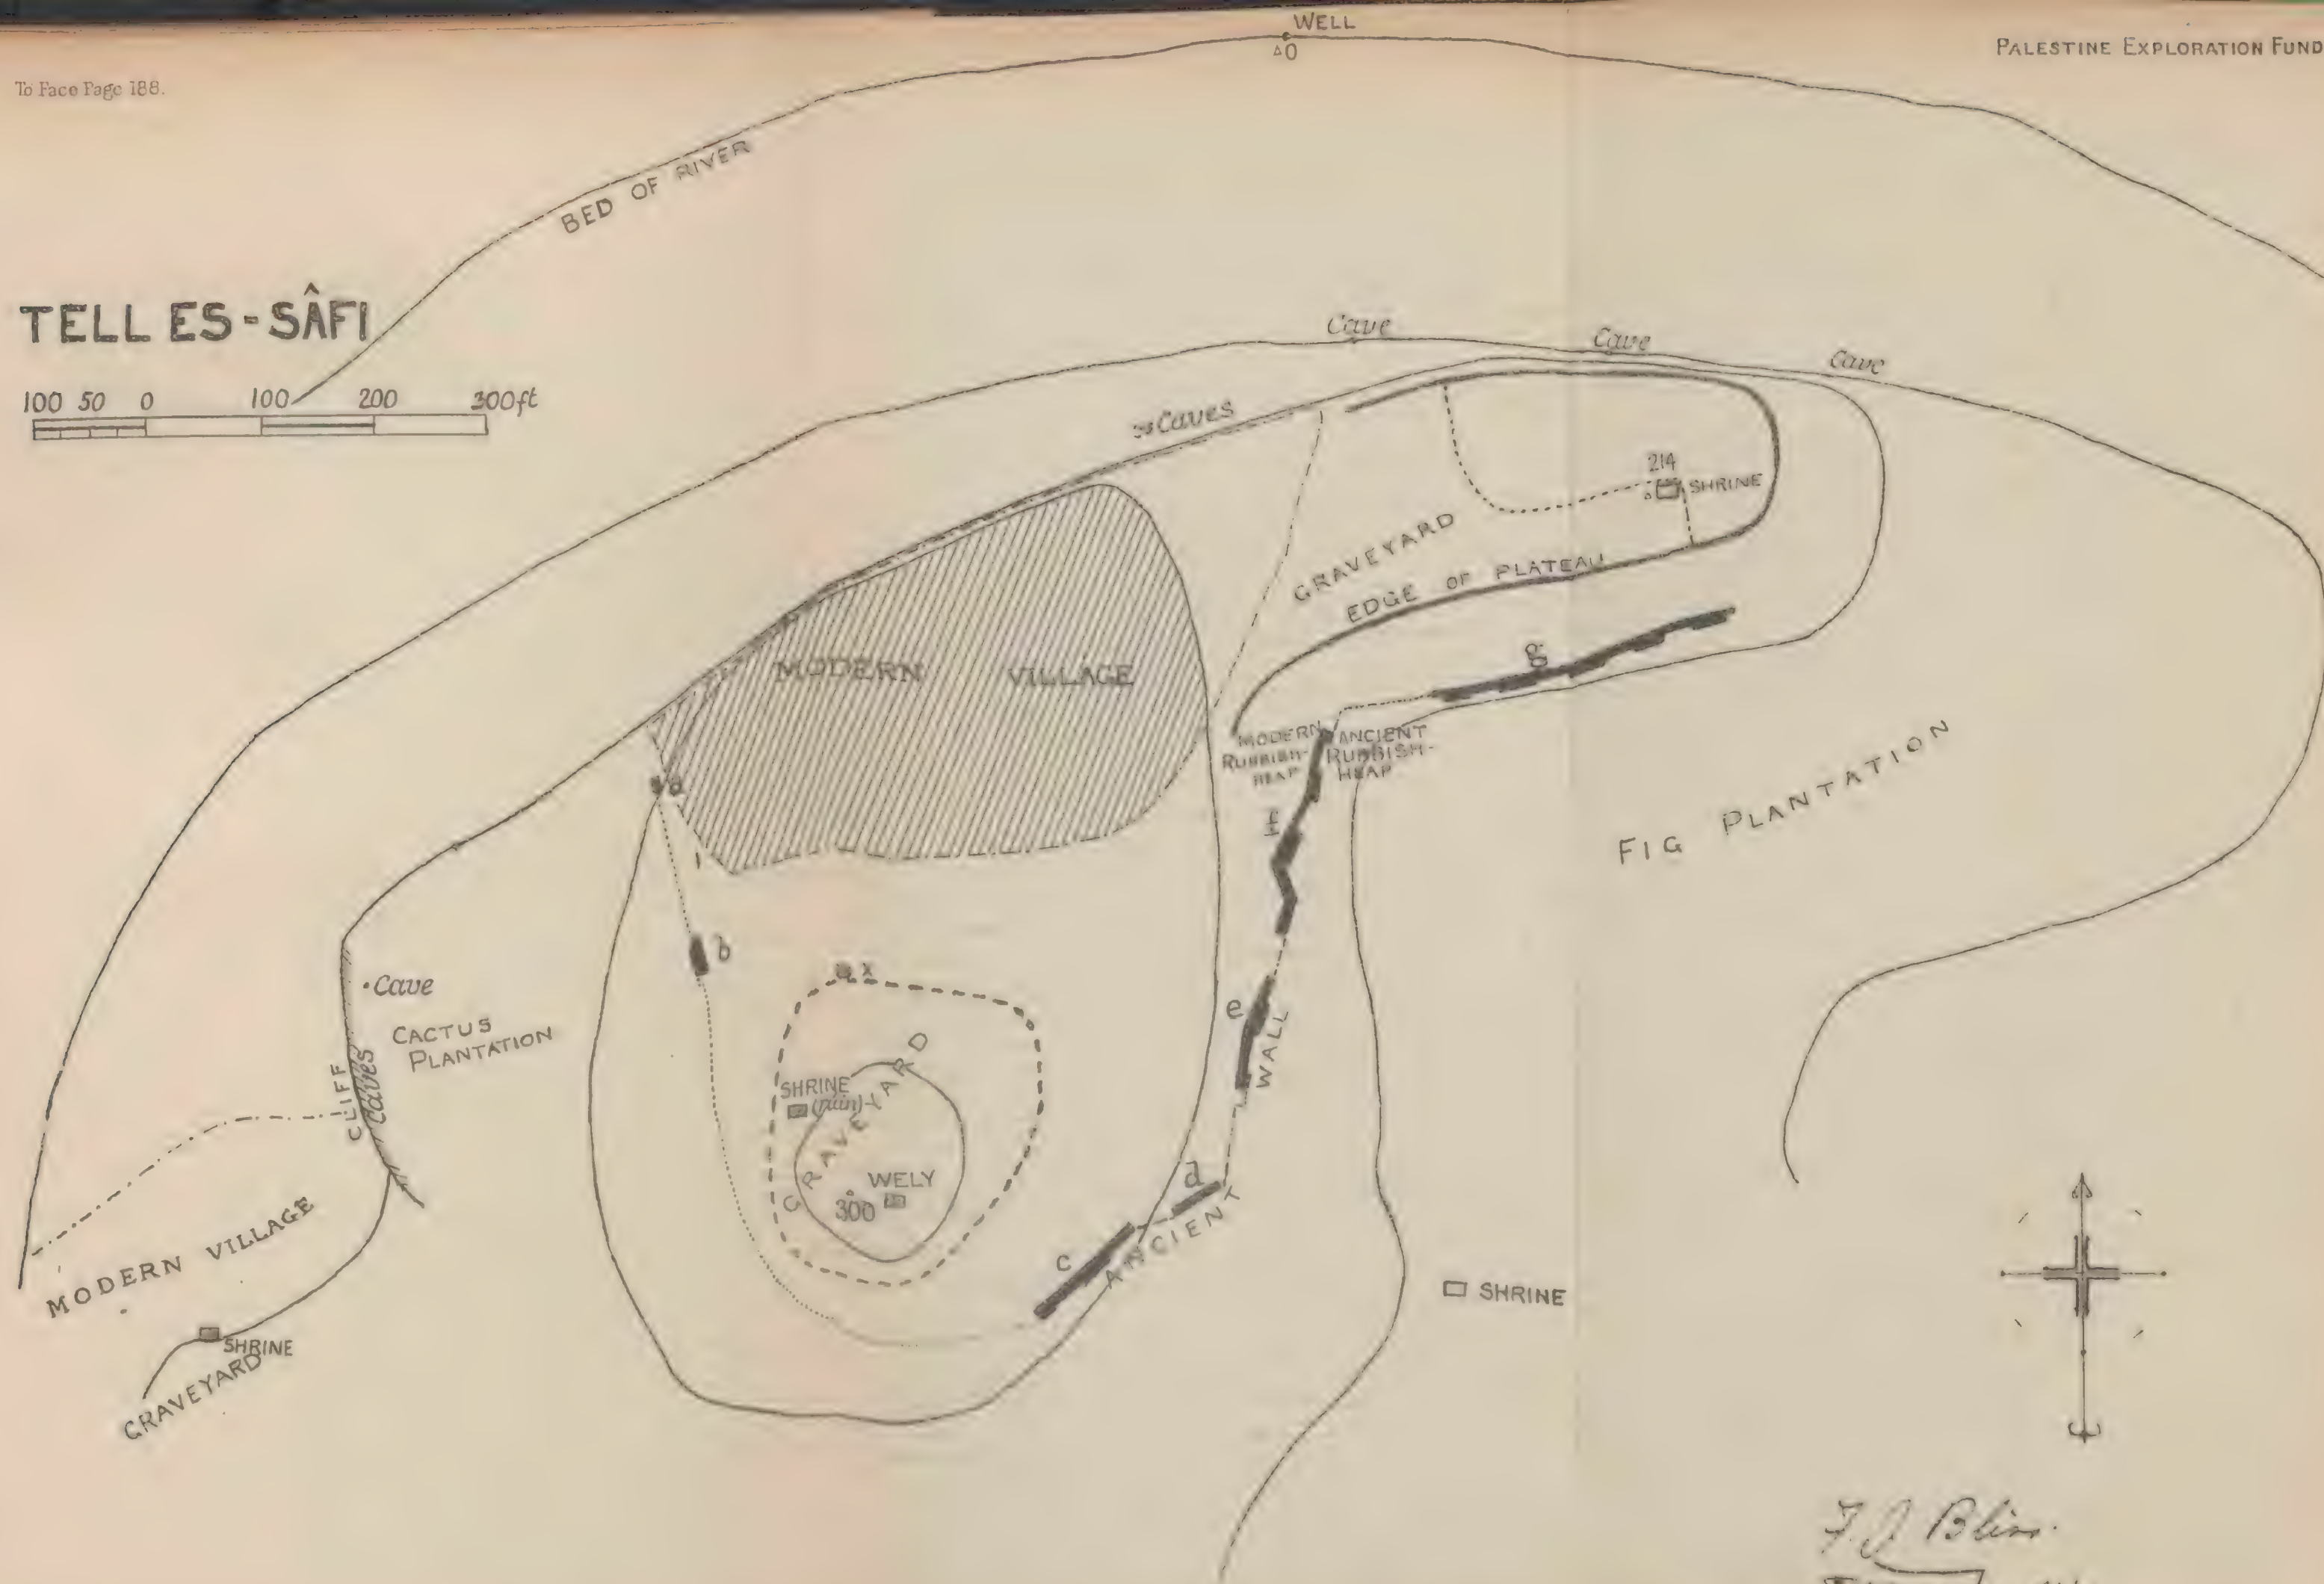 WELL
△0
PALESTINE EXPLORATION FUND
To Face Page 188.
BED OF RIVER
TELL ES-SÂFI
100 50 0 100 200 300ft
Cave
Cave
Cave
Caves
214
SHRINE
GRAVEYARD
EDGE OF PLATEAU
MODERN VILLAGE
g
MODERN RUBBISH-HEAP
ANCIENT RUBBISH-HEAP
FIG PLANTATION
a
f
b
x
Cave
CACTUS
PLANTATION
e
WALL
CLIFF
Caves
SHRINE
(ruin)
GRAVEYARD
WELY
300
d
c
ANCIENT
MODERN VILLAGE
SHRINE
SHRINE
GRAVEYARD
F. J. Bliss.